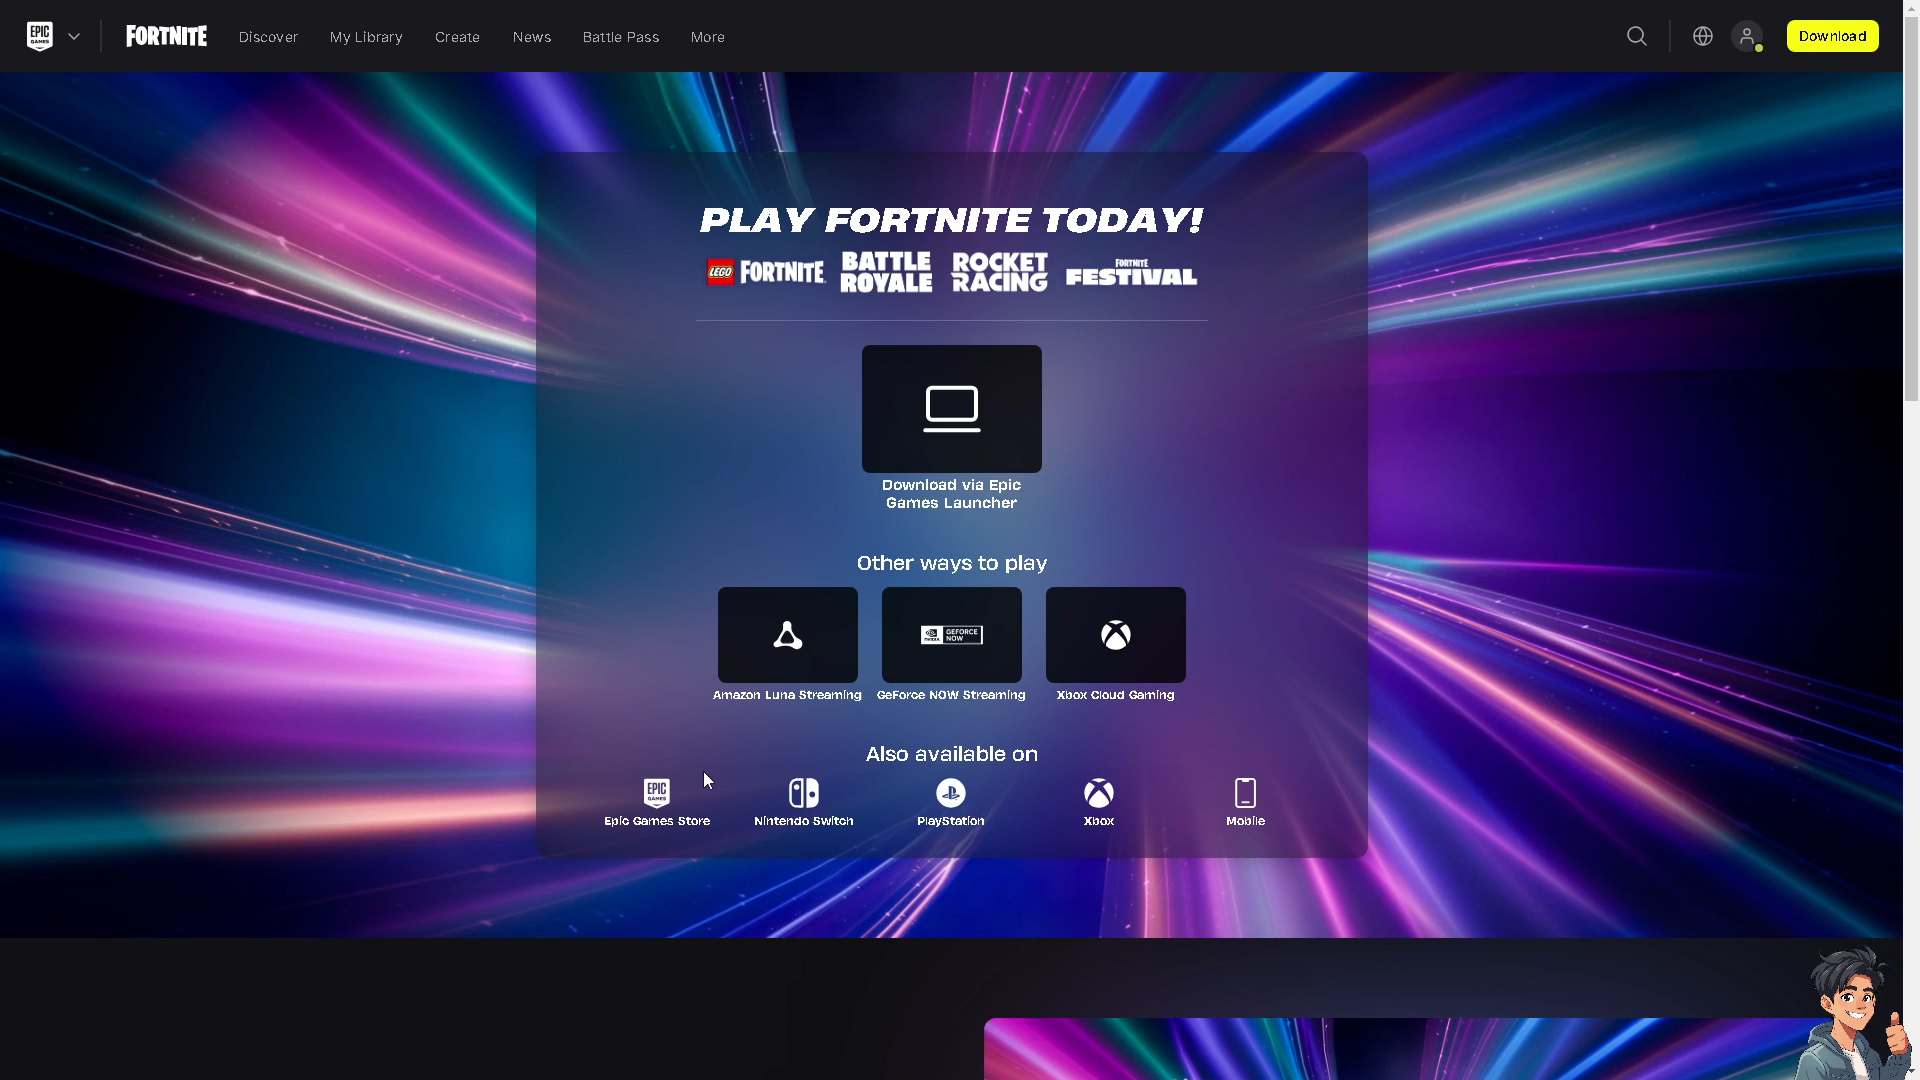 EPIC GAMES
FORTNITE
Discover
My Library
Create
News
Battle Pass
More
Download
PLAY FORTNITE TODAY!
LEGO FORTNITE
BATTLE ROYALE
ROCKET RACING
FORTNITE FESTIVAL
Download via Epic
Games Launcher
Other ways to play
NVIDIA GEFORCE NOW
Amazon Luna Streaming
GeForce NOW Streaming
Xbox Cloud Gaming
Also available on
EPIC GAMES
Epic Games Store
Nintendo Switch
PlayStation
Xbox
Mobile